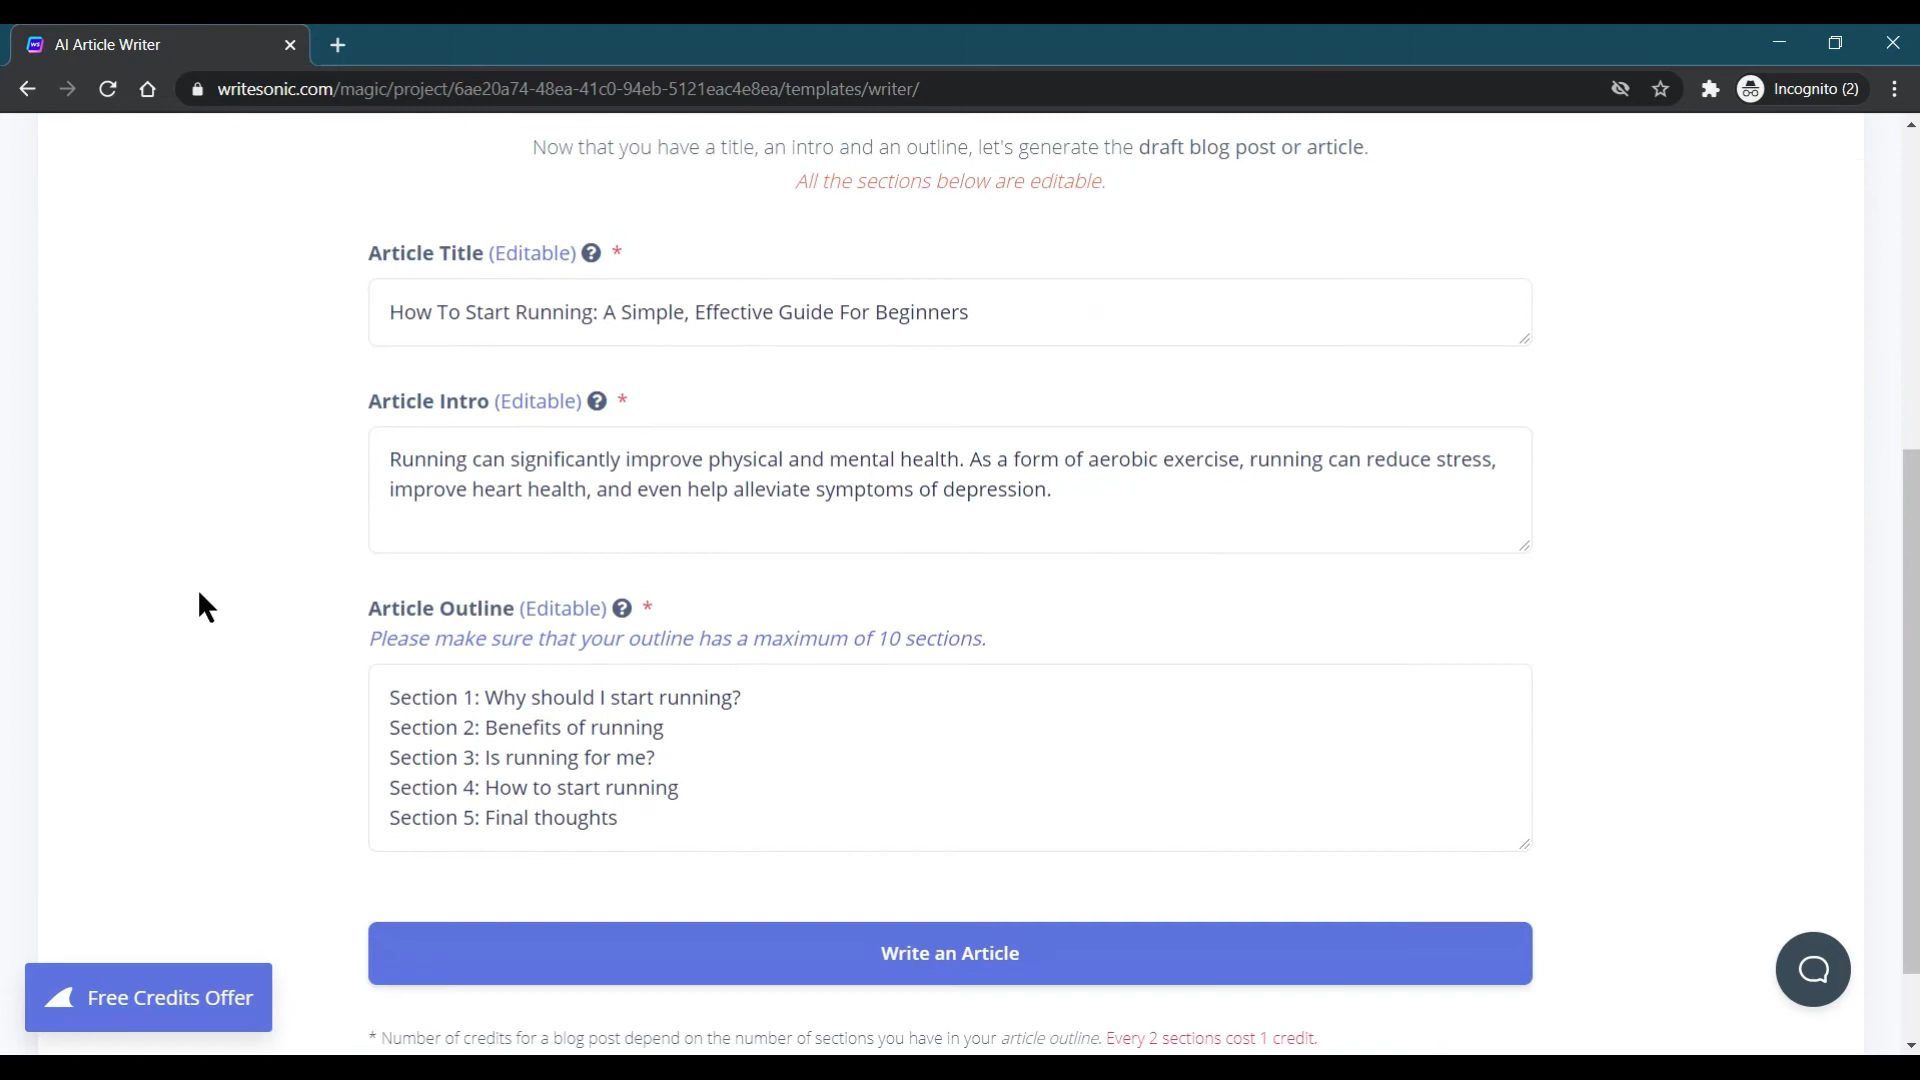 AI Article Writer
writesonic.com/magic/project/6ae20a74-48ea-41c0-94eb-5121eac4e8ea/templates/writer/
Incognito (2)
Now that you have a title, an intro and an outline, let's generate the draft blog post or article.
All the sections below are editable.
Article Title (Editable) ? *
How To Start Running: A Simple, Effective Guide For Beginners
Article Intro (Editable) ? *
Running can significantly improve physical and mental health. As a form of aerobic exercise, running can reduce stress,
improve heart health, and even help alleviate symptoms of depression.
Article Outline (Editable) ? *
Please make sure that your outline has a maximum of 10 sections.
Section 1: Why should I start running?
Section 2: Benefits of running
Section 3: Is running for me?
Section 4: How to start running
Section 5: Final thoughts
Write an Article
Free Credits Offer
* Number of credits for a blog post depend on the number of sections you have in your article outline. Every 2 sections cost 1 credit.